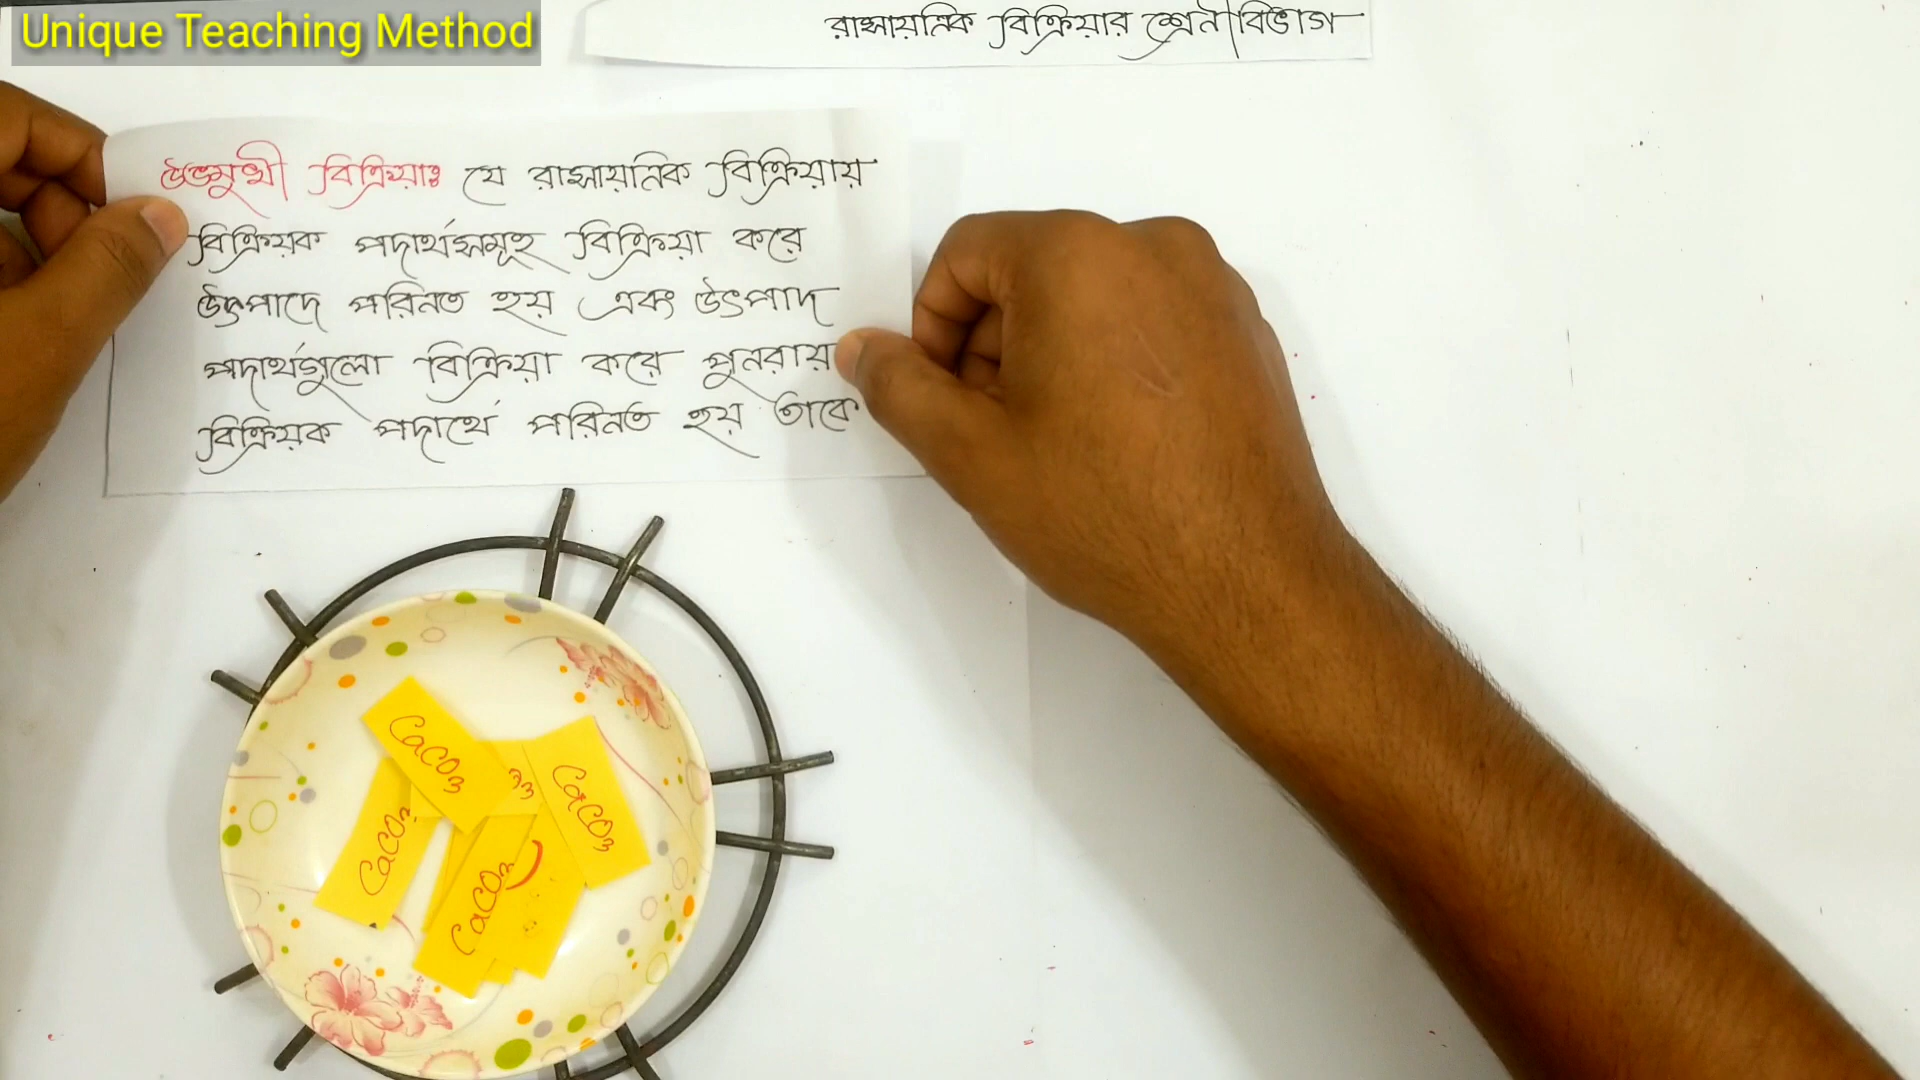 Unique Teaching Method
রাসায়নিক বিক্রিয়ার শ্রেনীবিভাগ
উভমুখী বিক্রিয়াঃ যে রাসায়নিক বিক্রিয়ায়
বিক্রিয়ক পদার্থসমূহ বিক্রিয়া করে
উৎপাদে পরিনত হয় এবং উৎপাদ
পদার্থগুলো বিক্রিয়া করে পুনরায়
বিক্রিয়ক পদার্থে পরিনত হয় তাকে
CaCO3
CaCO3
CaCO3
CaCO3